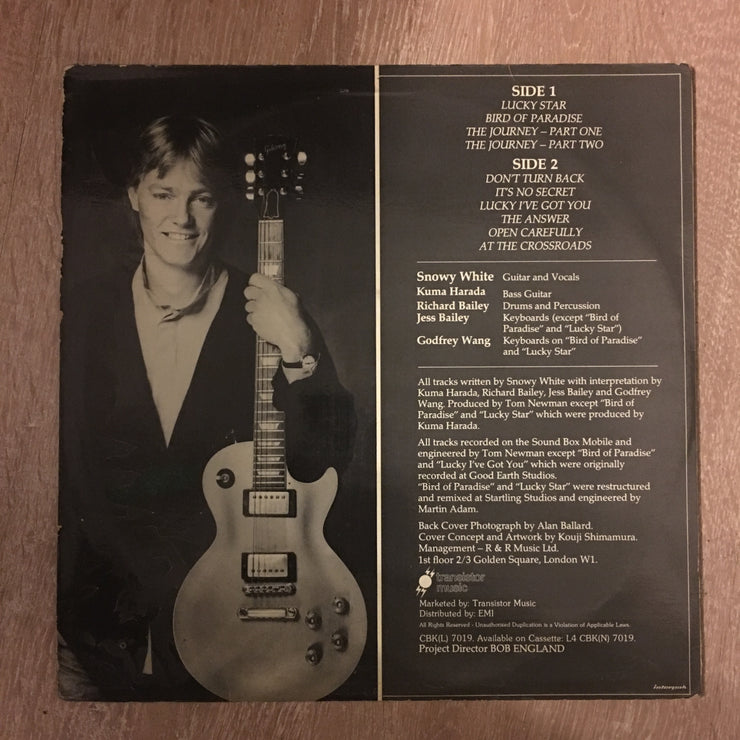 Gibson
SIDE 1
LUCKY STAR
BIRD OF PARADISE
THE JOURNEY – PART ONE
THE JOURNEY – PART TWO
SIDE 2
DON'T TURN BACK
IT'S NO SECRET
LUCKY I'VE GOT YOU
THE ANSWER
OPEN CAREFULLY
AT THE CROSSROADS
Snowy White Guitar and Vocals
Kuma Harada Bass Guitar
Richard Bailey Drums and Percussion
Jess Bailey Keyboards (except "Bird of
Paradise" and "Lucky Star")
Godfrey Wang Keyboards on "Bird of Paradise"
and "Lucky Star"
All tracks written by Snowy White with interpretation by
Kuma Harada, Richard Bailey, Jess Bailey and Godfrey
Wang. Produced by Tom Newman except "Bird of
Paradise" and "Lucky Star" which were produced by
Kuma Harada.
All tracks recorded on the Sound Box Mobile and
engineered by Tom Newman except "Bird of Paradise"
and "Lucky I've Got You" which were originally
recorded at Good Earth Studios.
"Bird of Paradise" and "Lucky Star" were restructured
and remixed at Startling Studios and engineered by
Martin Adam.
Back Cover Photograph by Alan Ballard.
Cover Concept and Artwork by Kouji Shimamura.
Management – R & R Music Ltd.
1st floor 2/3 Golden Square, London W1.
transistor
music
Marketed by: Transistor Music
Distributed by: EMI
All Rights Reserved - Unauthorised Duplication is a Violation of Applicable Laws.
CBK(L) 7019. Available on Cassette: L4 CBK(N) 7019.
Project Director BOB ENGLAND
interpak